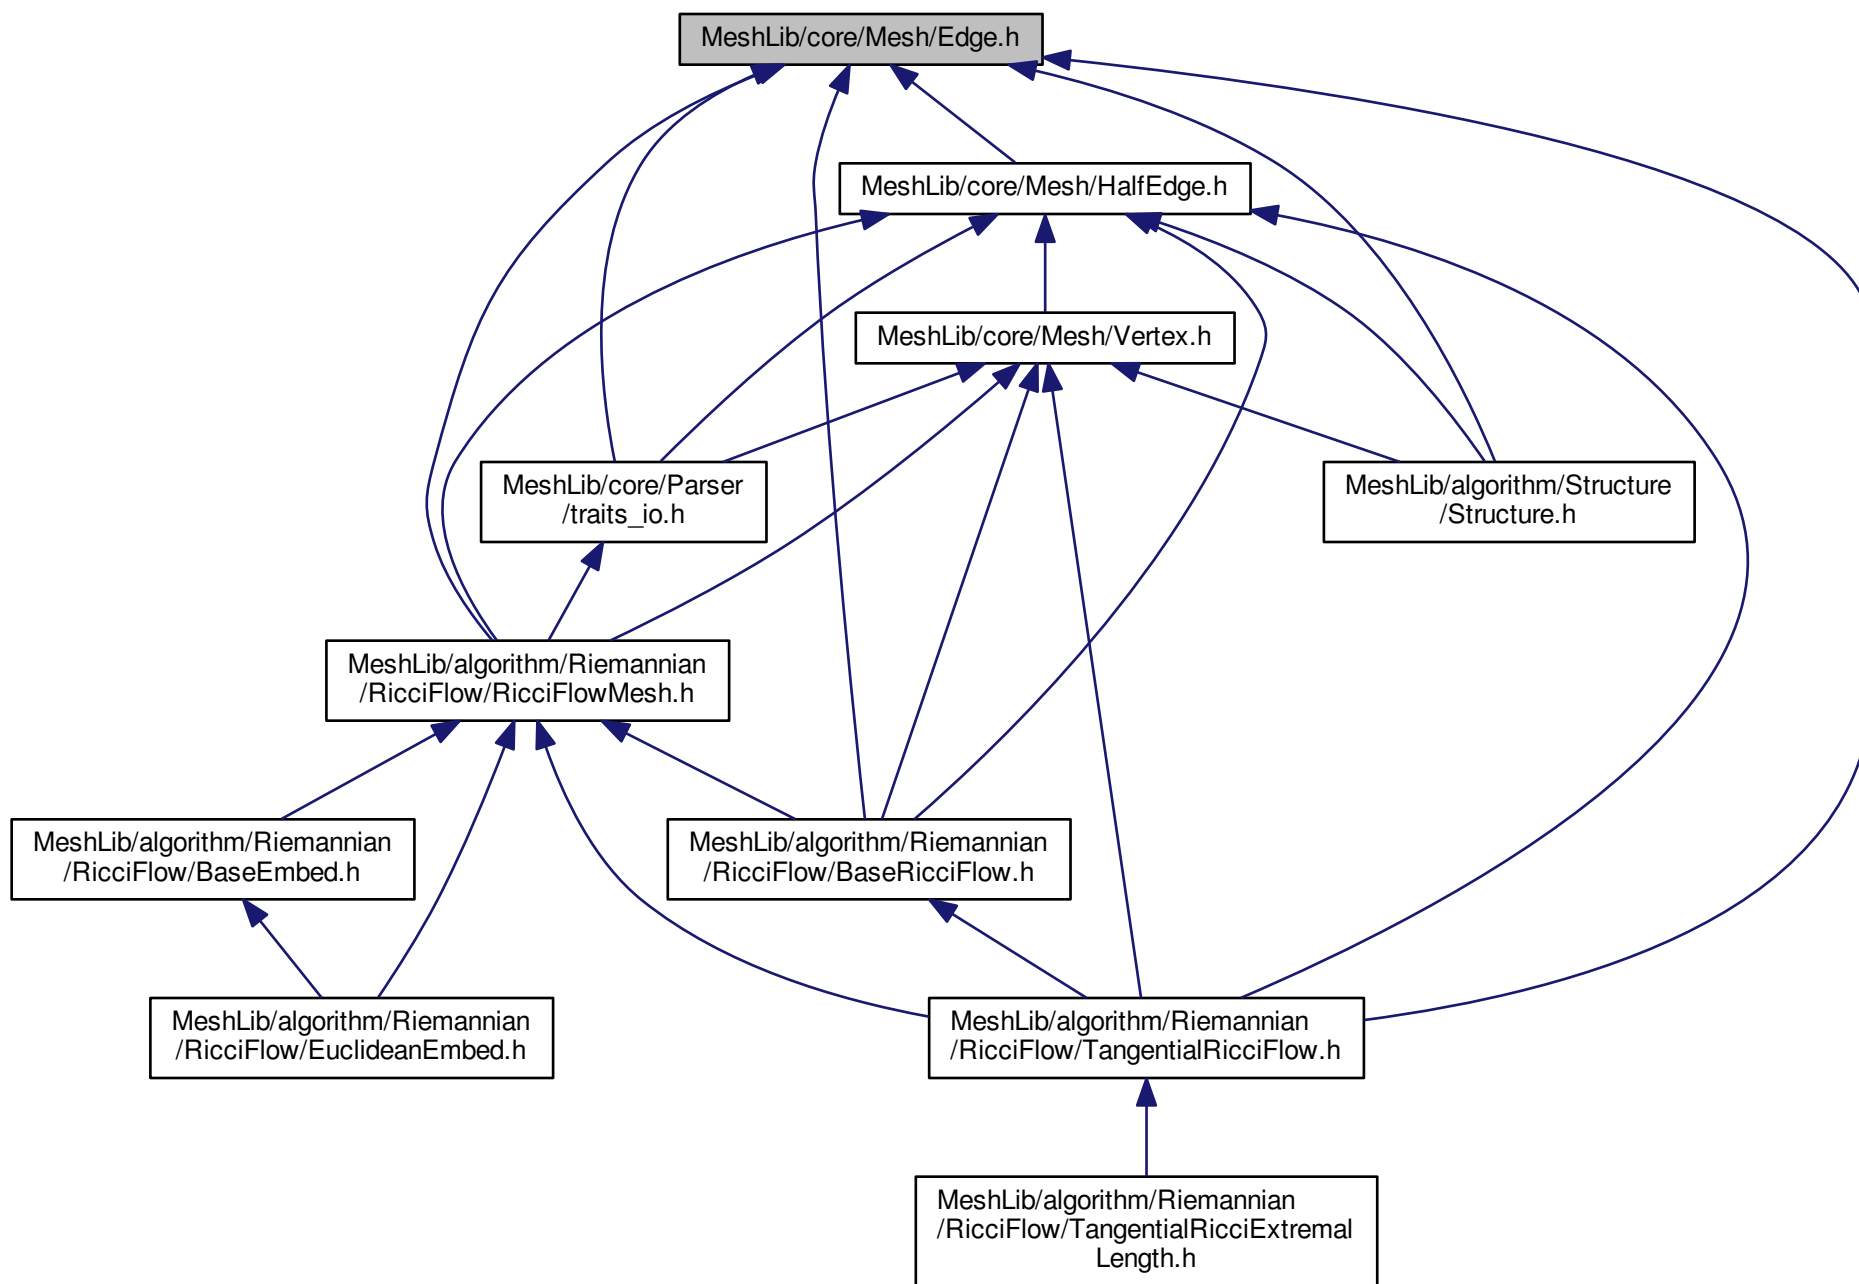 MeshLib/core/Mesh/Edge.h
MeshLib/core/Mesh/HalfEdge.h
MeshLib/core/Mesh/Vertex.h
MeshLib/core/Parser
/traits_io.h
MeshLib/algorithm/Structure
/Structure.h
MeshLib/algorithm/Riemannian
/RicciFlow/RicciFlowMesh.h
MeshLib/algorithm/Riemannian
/RicciFlow/BaseEmbed.h
MeshLib/algorithm/Riemannian
/RicciFlow/BaseRicciFlow.h
MeshLib/algorithm/Riemannian
/RicciFlow/EuclideanEmbed.h
MeshLib/algorithm/Riemannian
/RicciFlow/TangentialRicciFlow.h
MeshLib/algorithm/Riemannian
/RicciFlow/TangentialRicciExtremal
Length.h